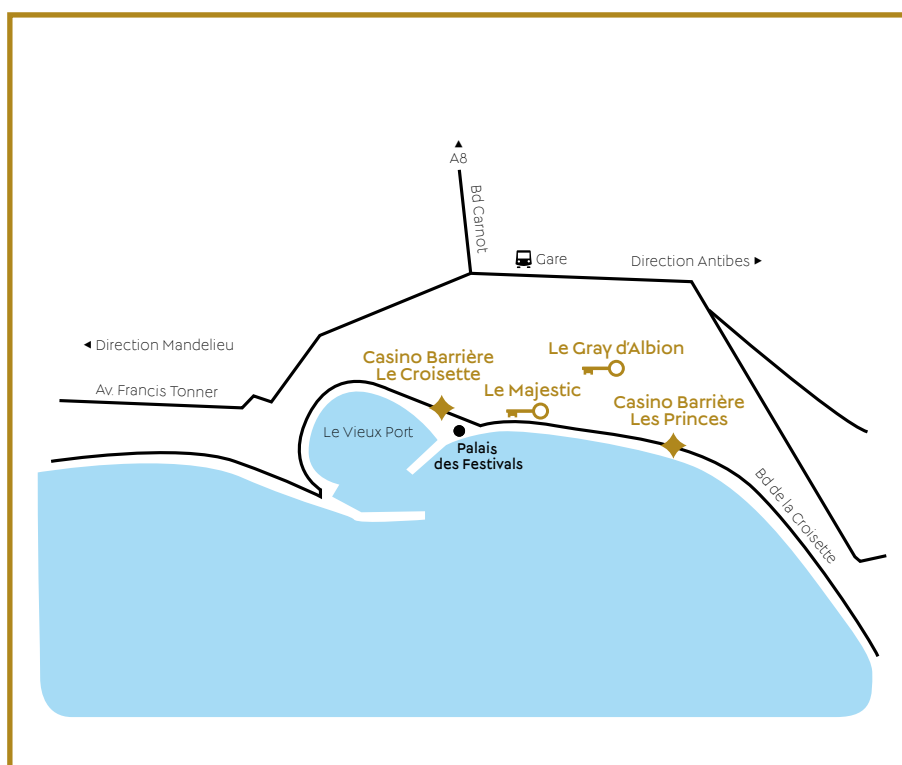 A8
Bd Carnot
Gare
Direction Antibes
Direction Mandelieu
Le Gray d'Albion
Casino Barrière
Le Croisette
Le Majestic
Av. Francis Tonner
Casino Barrière
Les Princes
Le Vieux Port
Palais
des Festivals
Bd de la Croisette